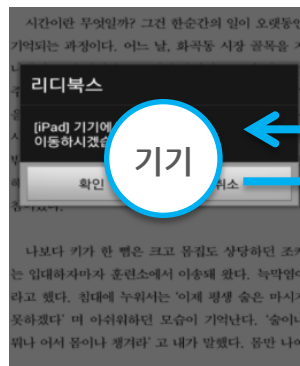 시간이란 무엇일까? 그건 한순간의 일이 오랫동안
기억되는 과정이다. 어느 날, 화곡동 시장 골목을
리디북스
[iPad] 기기에
이동하시겠습
기기
확인
취소
나보다 키가 한 뼘은 크고 몸집도 상당하던
는 입대하자마자 훈련소에서 이송돼 왔다. 늑막염
라고 했다. 침대에 누워서는 '이제 평생 술은 마시
못하겠다' 며 아쉬워하던 모습이 기억난다. '술이
뭐나 어서 몸이나 챙겨라' 고 내가 말했다. 몸만